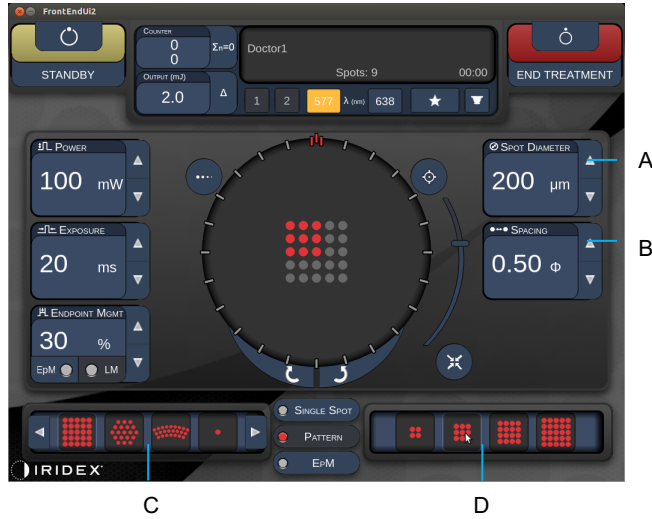 FrontEndUi2
STANDBY
COUNTER
0
0
Σn=0
OUTPUT (mJ)
2.0
Δ
Doctor1
Spots: 9
00:00
1 2 577 λ (nm) 638
END TREATMENT
POWER
100 mW
EXPOSURE
20 ms
ENDPOINT MGMT
30 %
EpM LM
SPOT DIAMETER
200 μm
SPACING
0.50 Φ
A
B
SINGLE SPOT
PATTERN
EPM
IRIDEX
C
D